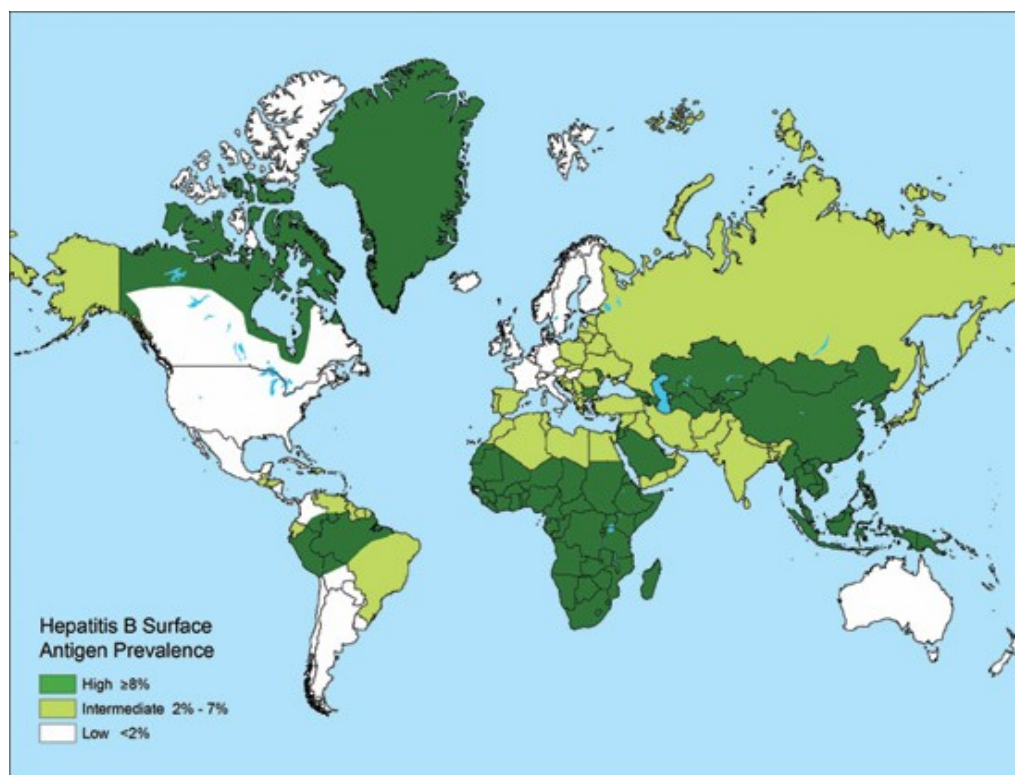 Hepatitis B Surface
Antigen Prevalence
High ≥8%
Intermediate 2% - 7%
Low <2%